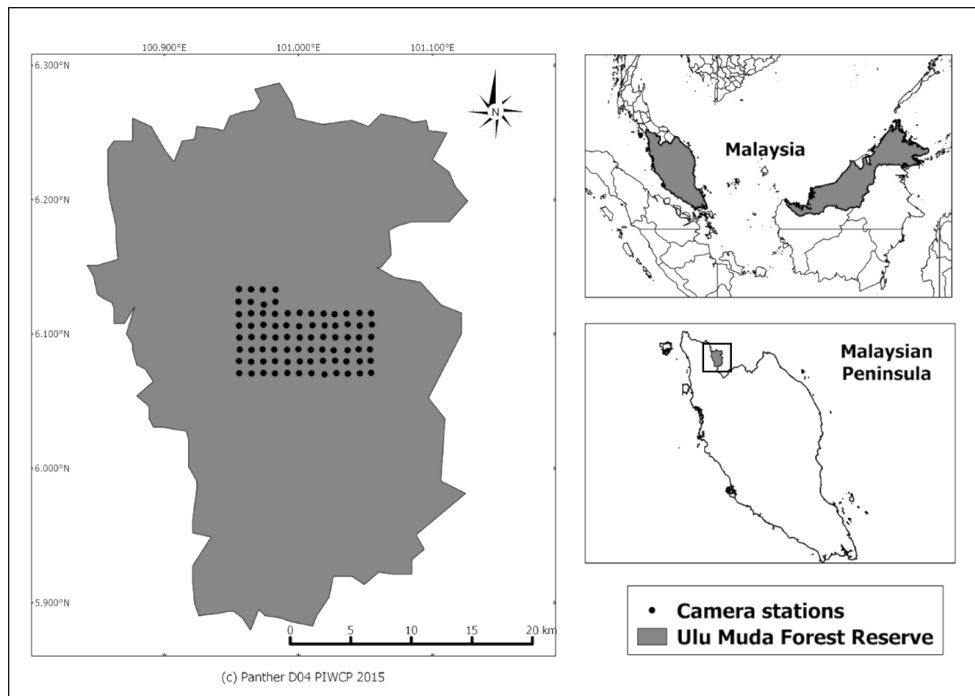 100.900°E 101.000°E 101.100°E
6.300°N
N
6.200°N
6.100°N
6.000°N
5.900°N
0 5 10 15 20 km
(c) Panther D04 PIWCP 2015
Malaysia
Malaysian
Peninsula
Camera stations
Ulu Muda Forest Reserve